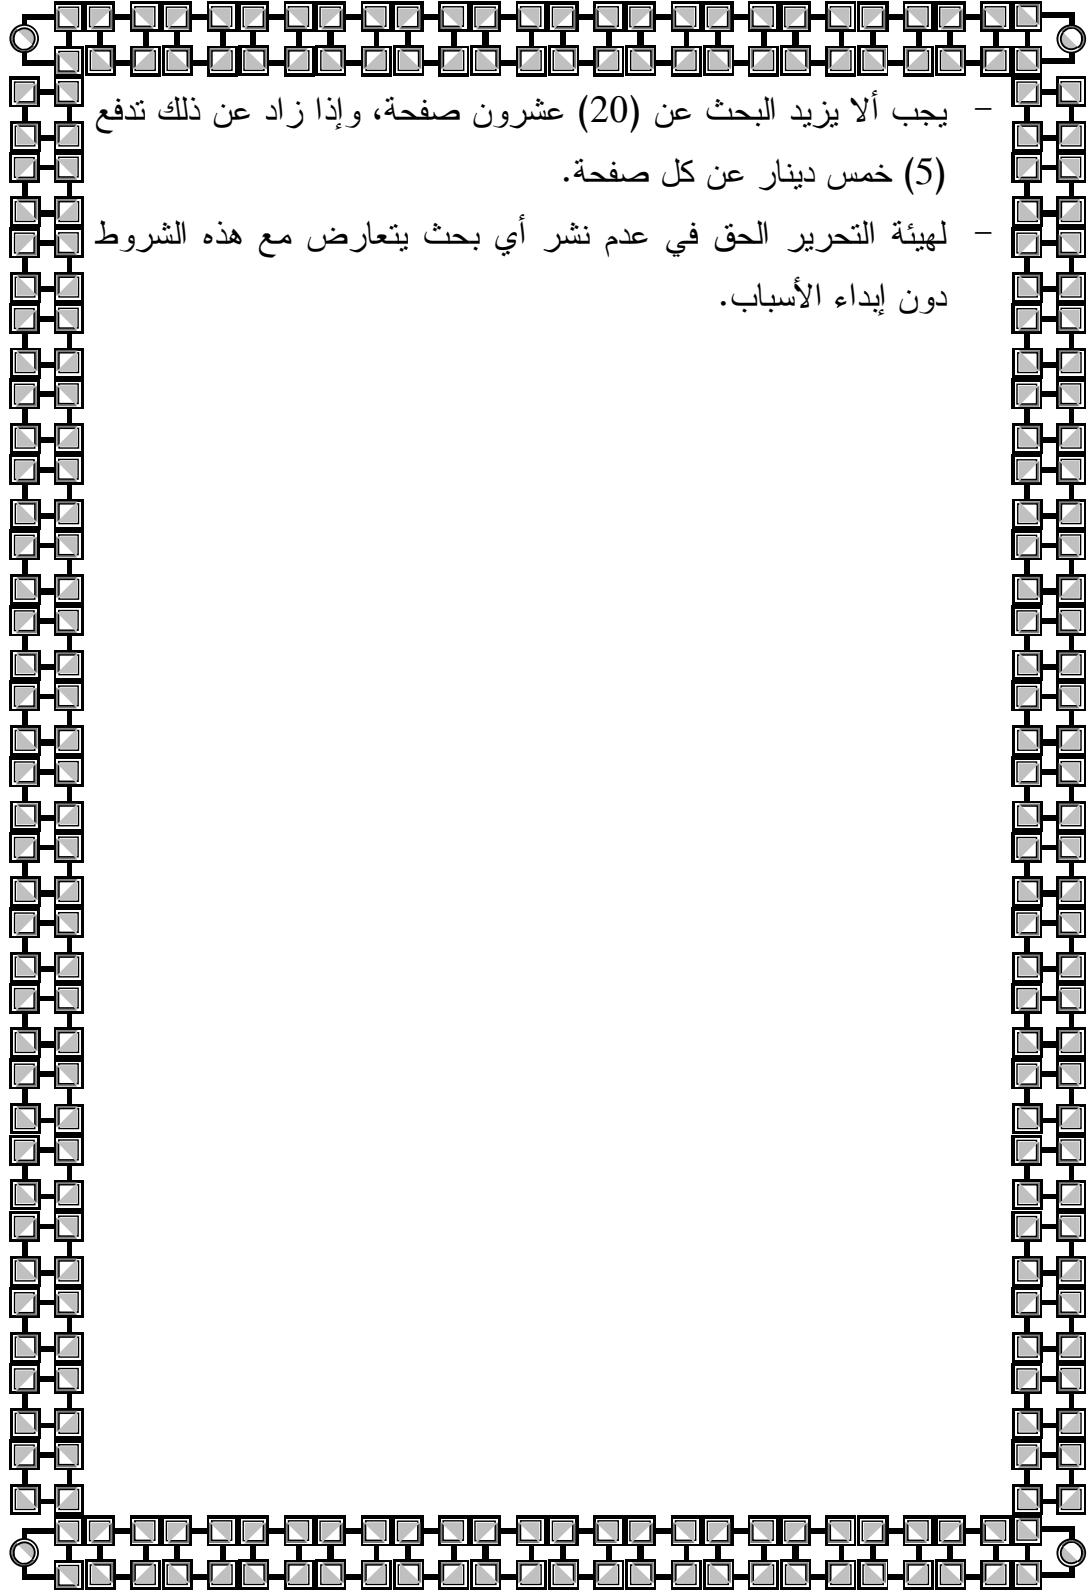 - يجب ألا يزيد البحث عن (20) عشرون صفحة، وإذا زاد عن ذلك تدفع
(5) خمس دينار عن كل صفحة.
- لهيئة التحرير الحق في عدم نشر أي بحث يتعارض مع هذه الشروط
دون إبداء الأسباب.